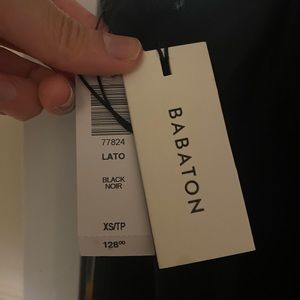 77824
LATO
BLACK
NOIR
XS/TP
128.00
BABATON